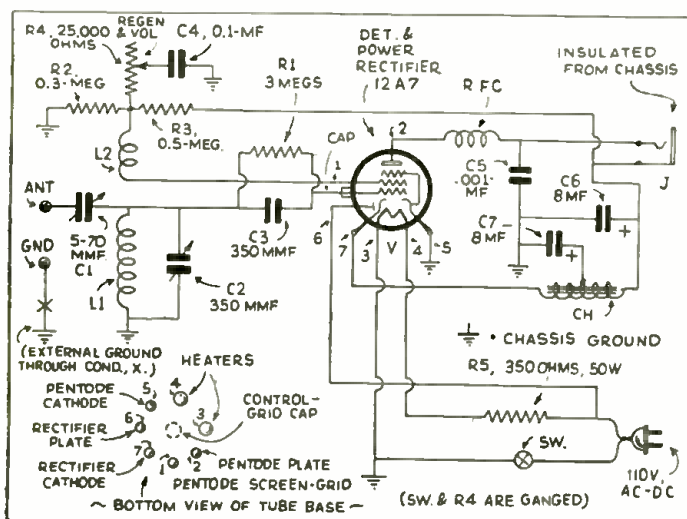 REGEN
& VOL
R4, 25,000
OHMS
C4, 0.1-MF
R2,
0.3-MEG.
R1
3 MEGS
DET. &
POWER
RECTIFIER
12A7
INSULATED
FROM CHASSIS
R FC
R3,
0.5-MEG.
L2
CAP
1
2
C5
.001-
MF
C6
8 MF
J
ANT
5-70
MMF.
C1
C3
350 MMF
6
7
3
V
4
5
C7
8 MF
+
+
GND
L1
C2
350 MMF
CH
X
CHASSIS GROUND
(EXTERNAL GROUND
THROUGH COND., X.)
R5, 350 OHMS, 50W
HEATERS
PENTODE
CATHODE
5
4
CONTROL-
GRID CAP
RECTIFIER
PLATE
6
3
SW.
RECTIFIER
CATHODE
7
1
2
PENTODE PLATE
PENTODE SCREEN-GRID
110V,
AC-DC
~ BOTTOM VIEW OF TUBE BASE ~
(SW. & R4 ARE GANGED)